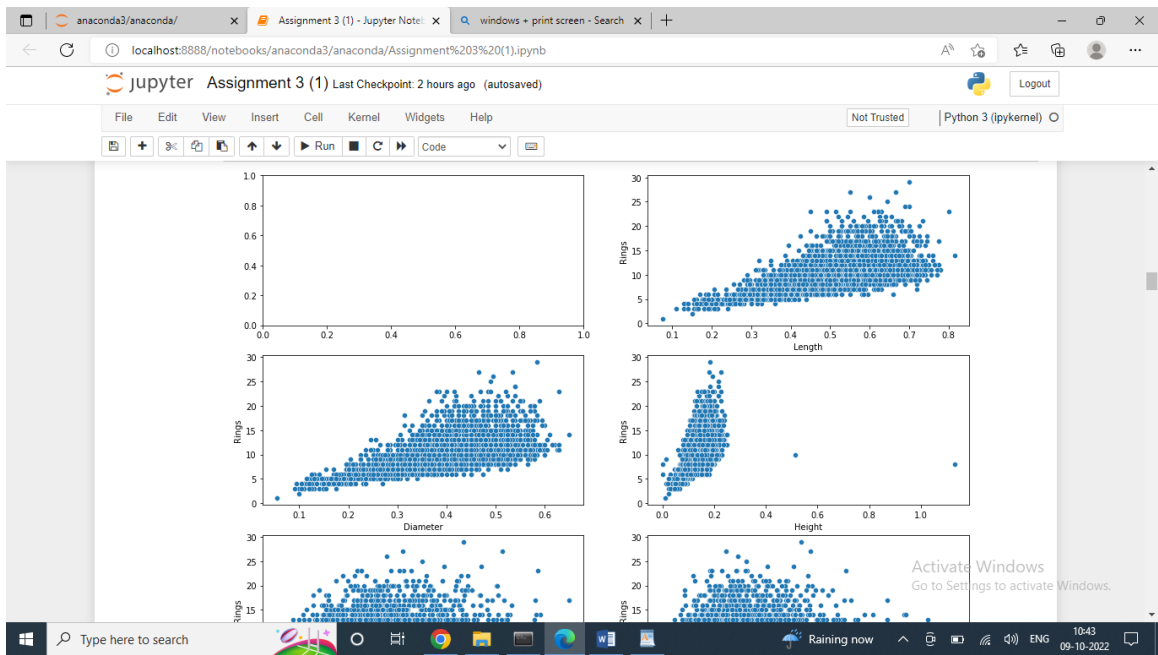 anaconda3/anaconda/
Assignment 3 (1) - Jupyter Noteb
windows + print screen - Search
localhost:8888/notebooks/anaconda3/anaconda/Assignment%203%20(1).ipynb
jupyter Assignment 3 (1) Last Checkpoint: 2 hours ago (autosaved)
Logout
File Edit View Insert Cell Kernel Widgets Help
Not Trusted
Python 3 (ipykernel)
Run
Code
1.0
0.8
0.6
0.4
0.2
0.0
0.0 0.2 0.4 0.6 0.8 1.0
30
25
20
15
10
5
0
Rings
0.1 0.2 0.3 0.4 0.5 0.6 0.7 0.8
Length
30
25
20
15
10
5
0
Rings
0.1 0.2 0.3 0.4 0.5 0.6
Diameter
30
25
20
15
10
5
0
Rings
0.0 0.2 0.4 0.6 0.8 1.0
Height
30
25
20
15
Rings
30
25
20
15
Rings
Activate Windows
Go to Settings to activate Windows.
Type here to search
Raining now
ENG
10:43
09-10-2022